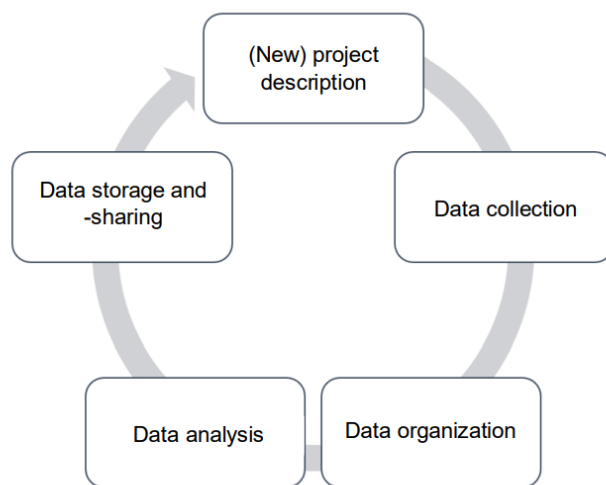 (New) project
description
Data collection
Data organization
Data analysis
Data storage and
-sharing